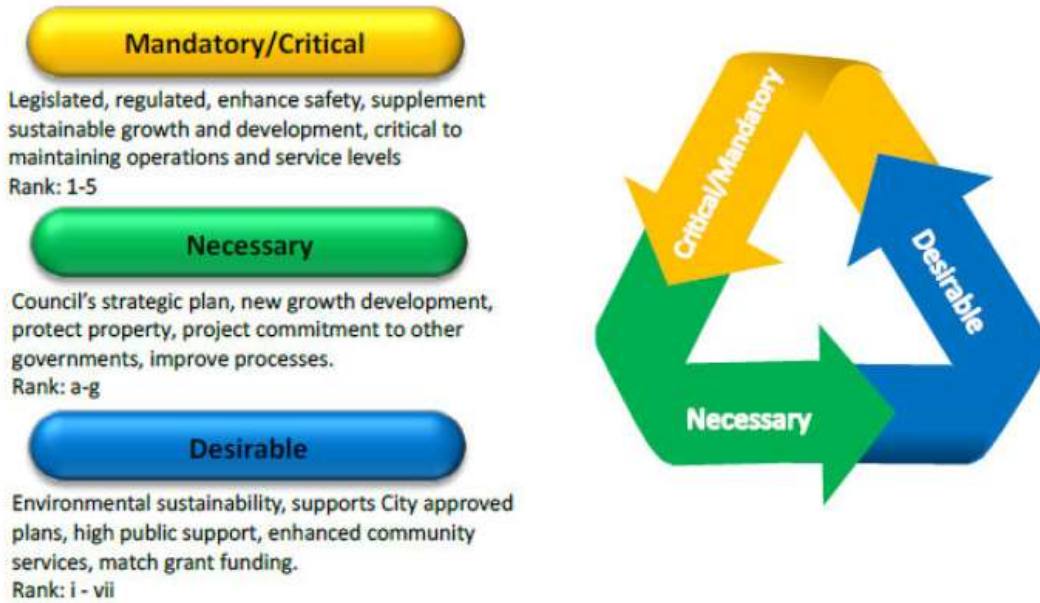 Mandatory/Critical
Legislated, regulated, enhance safety, supplement
sustainable growth and development, critical to
maintaining operations and service levels
Rank: 1-5
Necessary
Council's strategic plan, new growth development,
protect property, project commitment to other
governments, improve processes.
Rank: a-g
Desirable
Environmental sustainability, supports City approved
plans, high public support, enhanced community
services, match grant funding.
Rank: i - vii
Critical/Mandatory
Necessary
Desirable